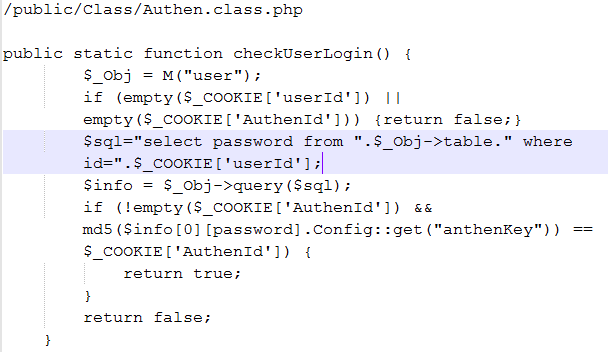 /public/Class/Authen.class.php
public static function checkUserLogin() {
$_Obj = M("user");
if (empty($_COOKIE['userId']) ||
empty($_COOKIE['AuthenId'])) {return false;}
$sql="select password from ".$_Obj->table." where
id=".$_COOKIE['userId'];
$info = $_Obj->query($sql);
if (!empty($_COOKIE['AuthenId']) &&
md5($info[0][password].Config::get("anthenKey")) ==
$_COOKIE['AuthenId']) {
return true;
}
return false;
}